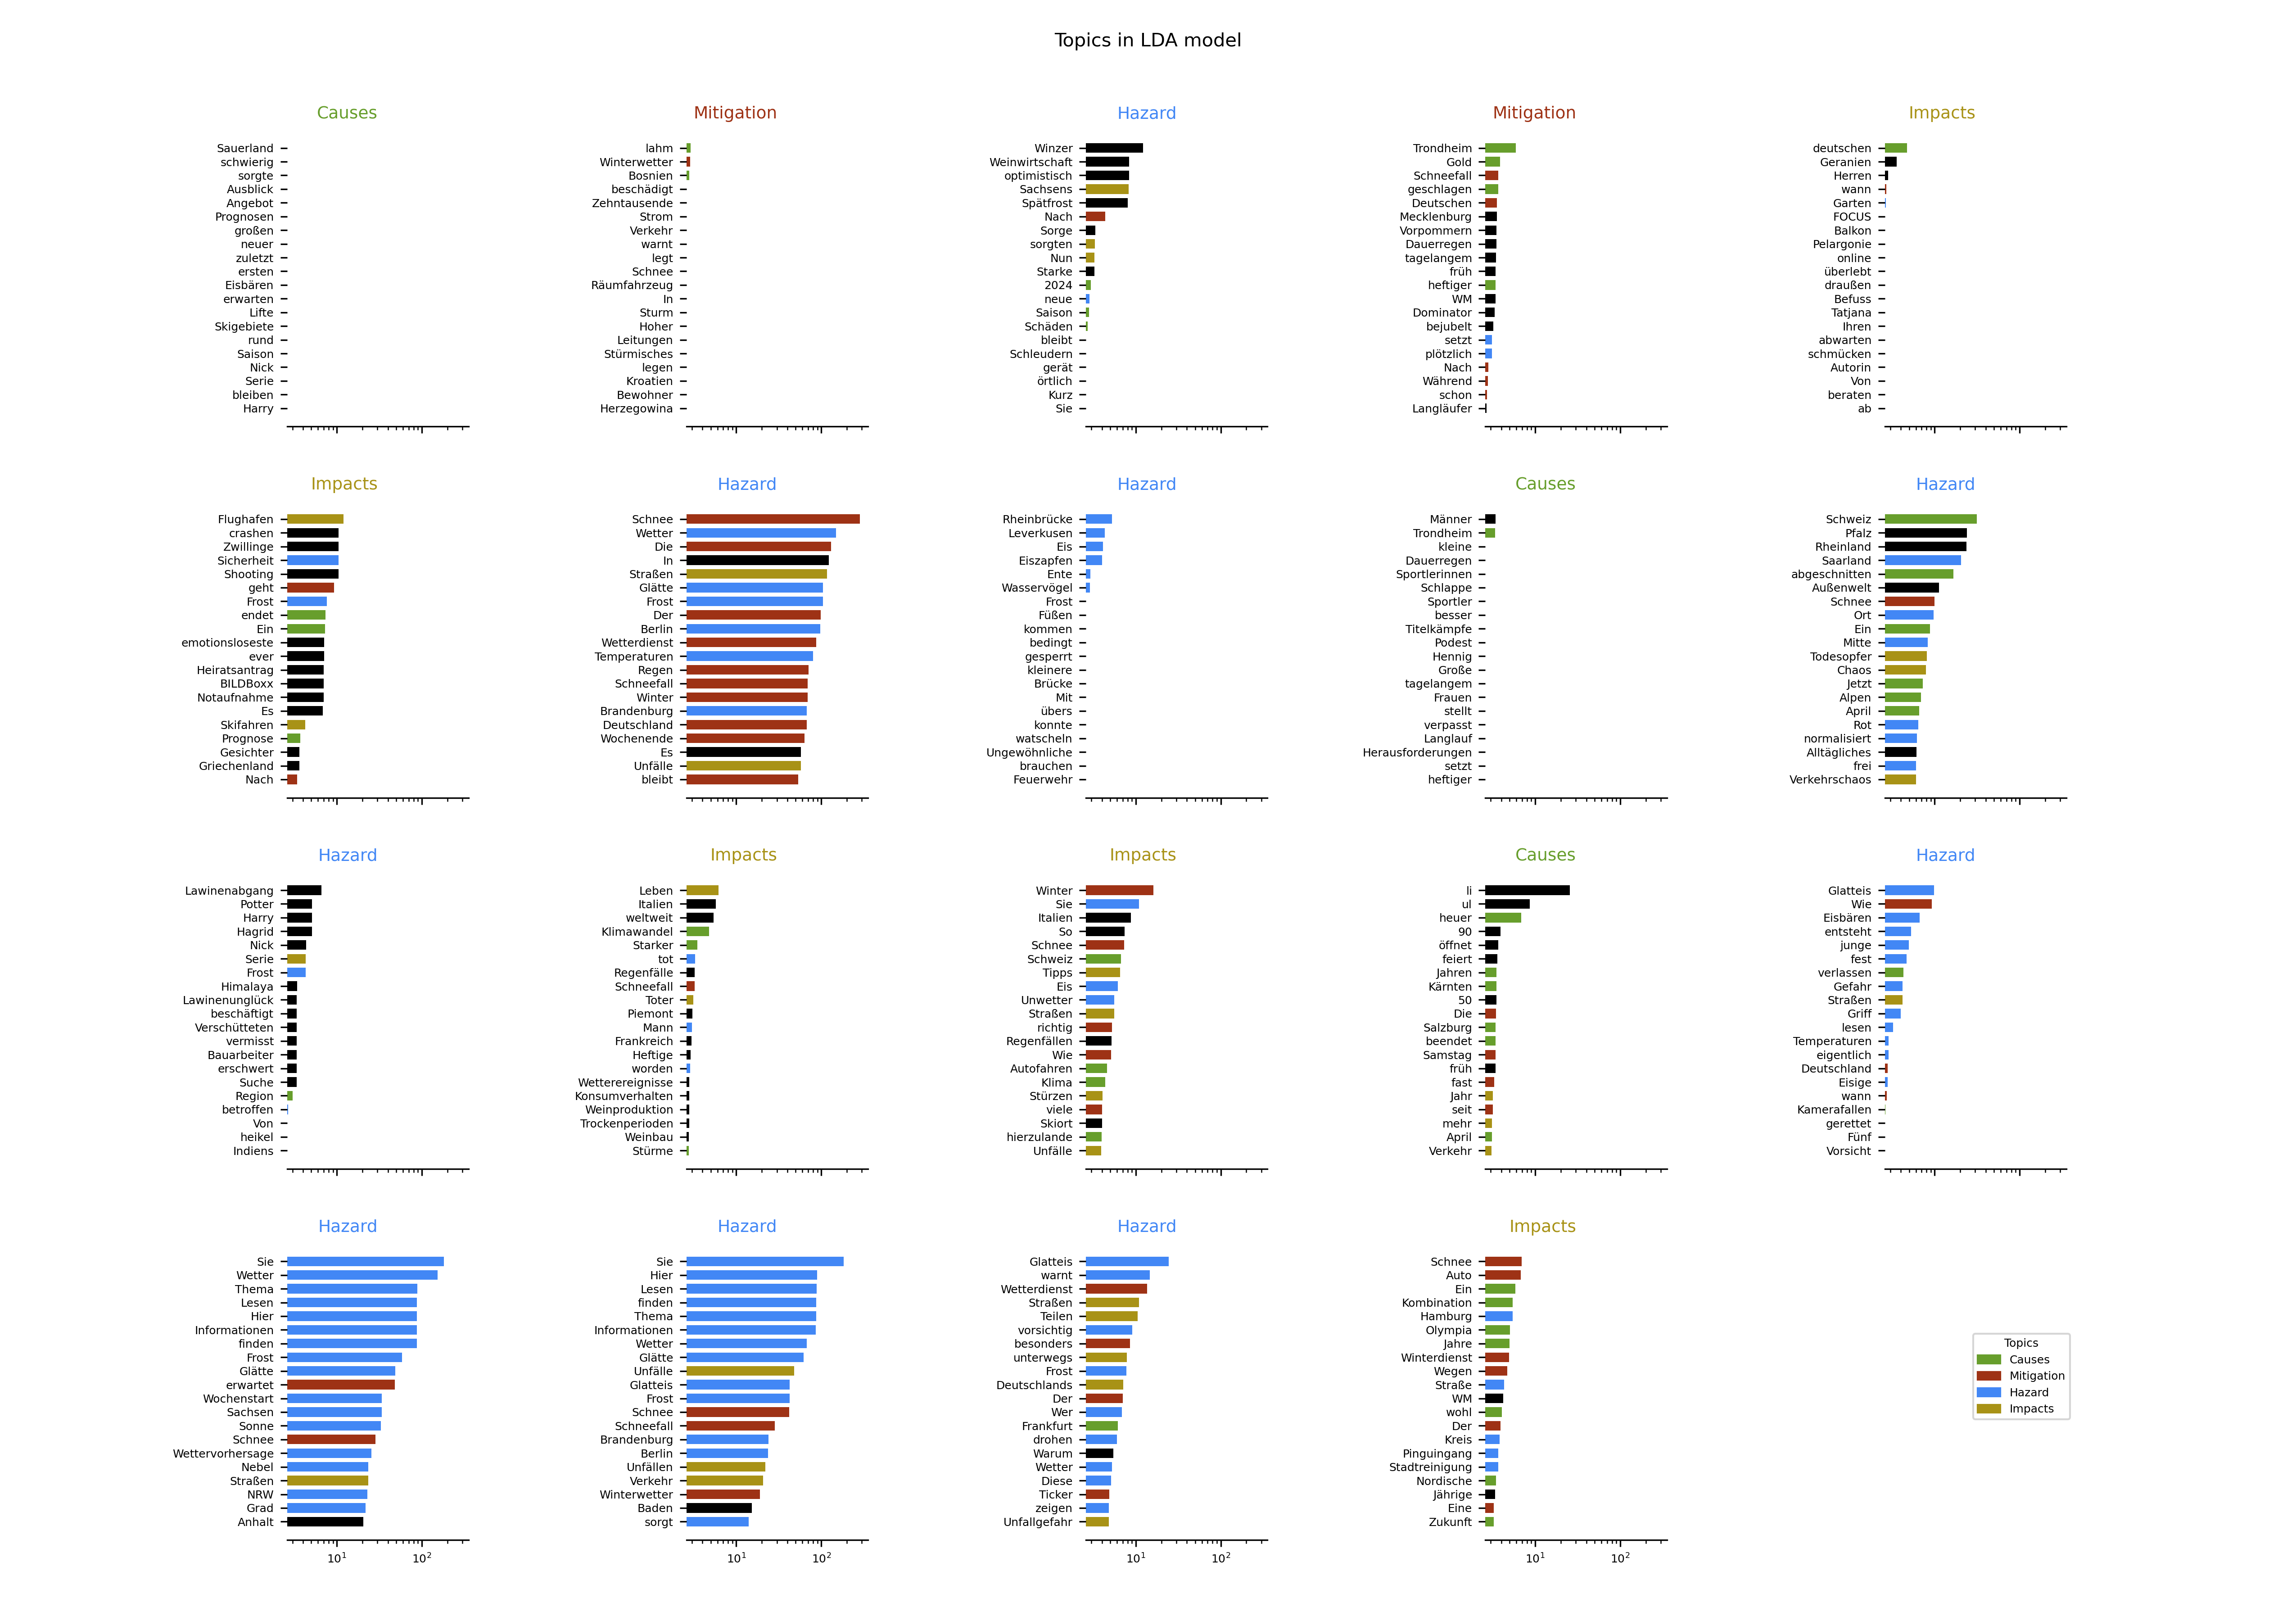 Topics in LDA model
Causes
Sauerland
schwierig
sorgte
Ausblick
Angebot
Prognosen
großen
neuer
zuletzt
ersten
Eisbären
erwarten
Lifte
Skigebiete
rund
Saison
Nick
Serie
bleiben
Harry
Mitigation
lahm
Winterwetter
Bosnien
beschädigt
Zehntausende
Strom
Verkehr
warnt
legt
Schnee
Räumfahrzeug
In
Sturm
Hoher
Leitungen
Stürmisches
legen
Kroatien
Bewohner
Herzegowina
Hazard
Winzer
Weinwirtschaft
optimistisch
Sachsens
Spätfrost
Nach
Sorge
sorgten
Nun
Starke
2024
neue
Saison
Schäden
bleibt
Schleudern
gerät
örtlich
Kurz
Sie
Mitigation
Trondheim
Gold
Schneefall
geschlagen
Deutschen
Mecklenburg
Vorpommern
Dauerregen
tagelangem
früh
heftiger
WM
Dominator
bejubelt
setzt
plötzlich
Nach
Während
schon
Langläufer
Impacts
deutschen
Geranien
Herren
wann
Garten
FOCUS
Balkon
Pelargonie
online
überlebt
draußen
Befuss
Tatjana
Ihren
abwarten
schmücken
Autorin
Von
beraten
ab
Impacts
Flughafen
crashen
Zwillinge
Sicherheit
Shooting
geht
Frost
endet
Ein
emotionsloseste
ever
Heiratsantrag
BILDBoxx
Notaufnahme
Es
Skifahren
Prognose
Gesichter
Griechenland
Nach
Hazard
Schnee
Wetter
Die
In
Straßen
Glätte
Frost
Der
Berlin
Wetterdienst
Temperaturen
Regen
Schneefall
Winter
Brandenburg
Deutschland
Wochenende
Es
Unfälle
bleibt
Hazard
Rheinbrücke
Leverkusen
Eis
Eiszapfen
Ente
Wasservögel
Frost
Füßen
kommen
bedingt
gesperrt
kleinere
Brücke
Mit
übers
konnte
watscheln
Ungewöhnliche
brauchen
Feuerwehr
Causes
Männer
Trondheim
kleine
Dauerregen
Sportlerinnen
Schlappe
Sportler
besser
Titelkämpfe
Podest
Hennig
Große
tagelangem
Frauen
stellt
verpasst
Langlauf
Herausforderungen
setzt
heftiger
Hazard
Schweiz
Pfalz
Rheinland
Saarland
abgeschnitten
Außenwelt
Schnee
Ort
Ein
Mitte
Todesopfer
Chaos
Jetzt
Alpen
April
Rot
normalisiert
Alltägliches
frei
Verkehrschaos
Hazard
Lawinenabgang
Potter
Harry
Hagrid
Nick
Serie
Frost
Himalaya
Lawinenunglück
beschäftigt
Verschütteten
vermisst
Bauarbeiter
erschwert
Suche
Region
betroffen
Von
heikel
Indiens
Impacts
Leben
Italien
weltweit
Klimawandel
Starker
tot
Regenfälle
Schneefall
Toter
Piemont
Mann
Frankreich
Heftige
worden
Wetterereignisse
Konsumverhalten
Weinproduktion
Trockenperioden
Weinbau
Stürme
Impacts
Winter
Sie
Italien
So
Schnee
Schweiz
Tipps
Eis
Unwetter
Straßen
richtig
Regenfällen
Wie
Autofahren
Klima
Stürzen
viele
Skiort
hierzulande
Unfälle
Causes
li
ul
heuer
90
öffnet
feiert
Jahren
Kärnten
50
Die
Salzburg
beendet
Samstag
früh
fast
Jahr
seit
mehr
April
Verkehr
Hazard
Glatteis
Wie
Eisbären
entsteht
junge
fest
verlassen
Gefahr
Straßen
Griff
lesen
Temperaturen
eigentlich
Deutschland
Eisige
wann
Kamerafallen
gerettet
Fünf
Vorsicht
Hazard
Sie
Wetter
Thema
Lesen
Hier
Informationen
finden
Frost
Glätte
erwartet
Wochenstart
Sachsen
Sonne
Schnee
Wettervorhersage
Nebel
Straßen
NRW
Grad
Anhalt
10¹ 10²
Hazard
Sie
Hier
Lesen
finden
Thema
Informationen
Wetter
Glätte
Unfälle
Glatteis
Frost
Schnee
Schneefall
Brandenburg
Berlin
Unfällen
Verkehr
Winterwetter
Baden
sorgt
10¹ 10²
Hazard
Glatteis
warnt
Wetterdienst
Straßen
Teilen
vorsichtig
besonders
unterwegs
Frost
Deutschlands
Der
Wer
Frankfurt
drohen
Warum
Wetter
Diese
Ticker
zeigen
Unfallgefahr
10¹ 10²
Impacts
Schnee
Auto
Ein
Kombination
Hamburg
Olympia
Jahre
Winterdienst
Wegen
Straße
WM
wohl
Der
Kreis
Pinguingang
Stadtreinigung
Nordische
Jährige
Eine
Zukunft
10¹ 10²
Topics
Causes
Mitigation
Hazard
Impacts